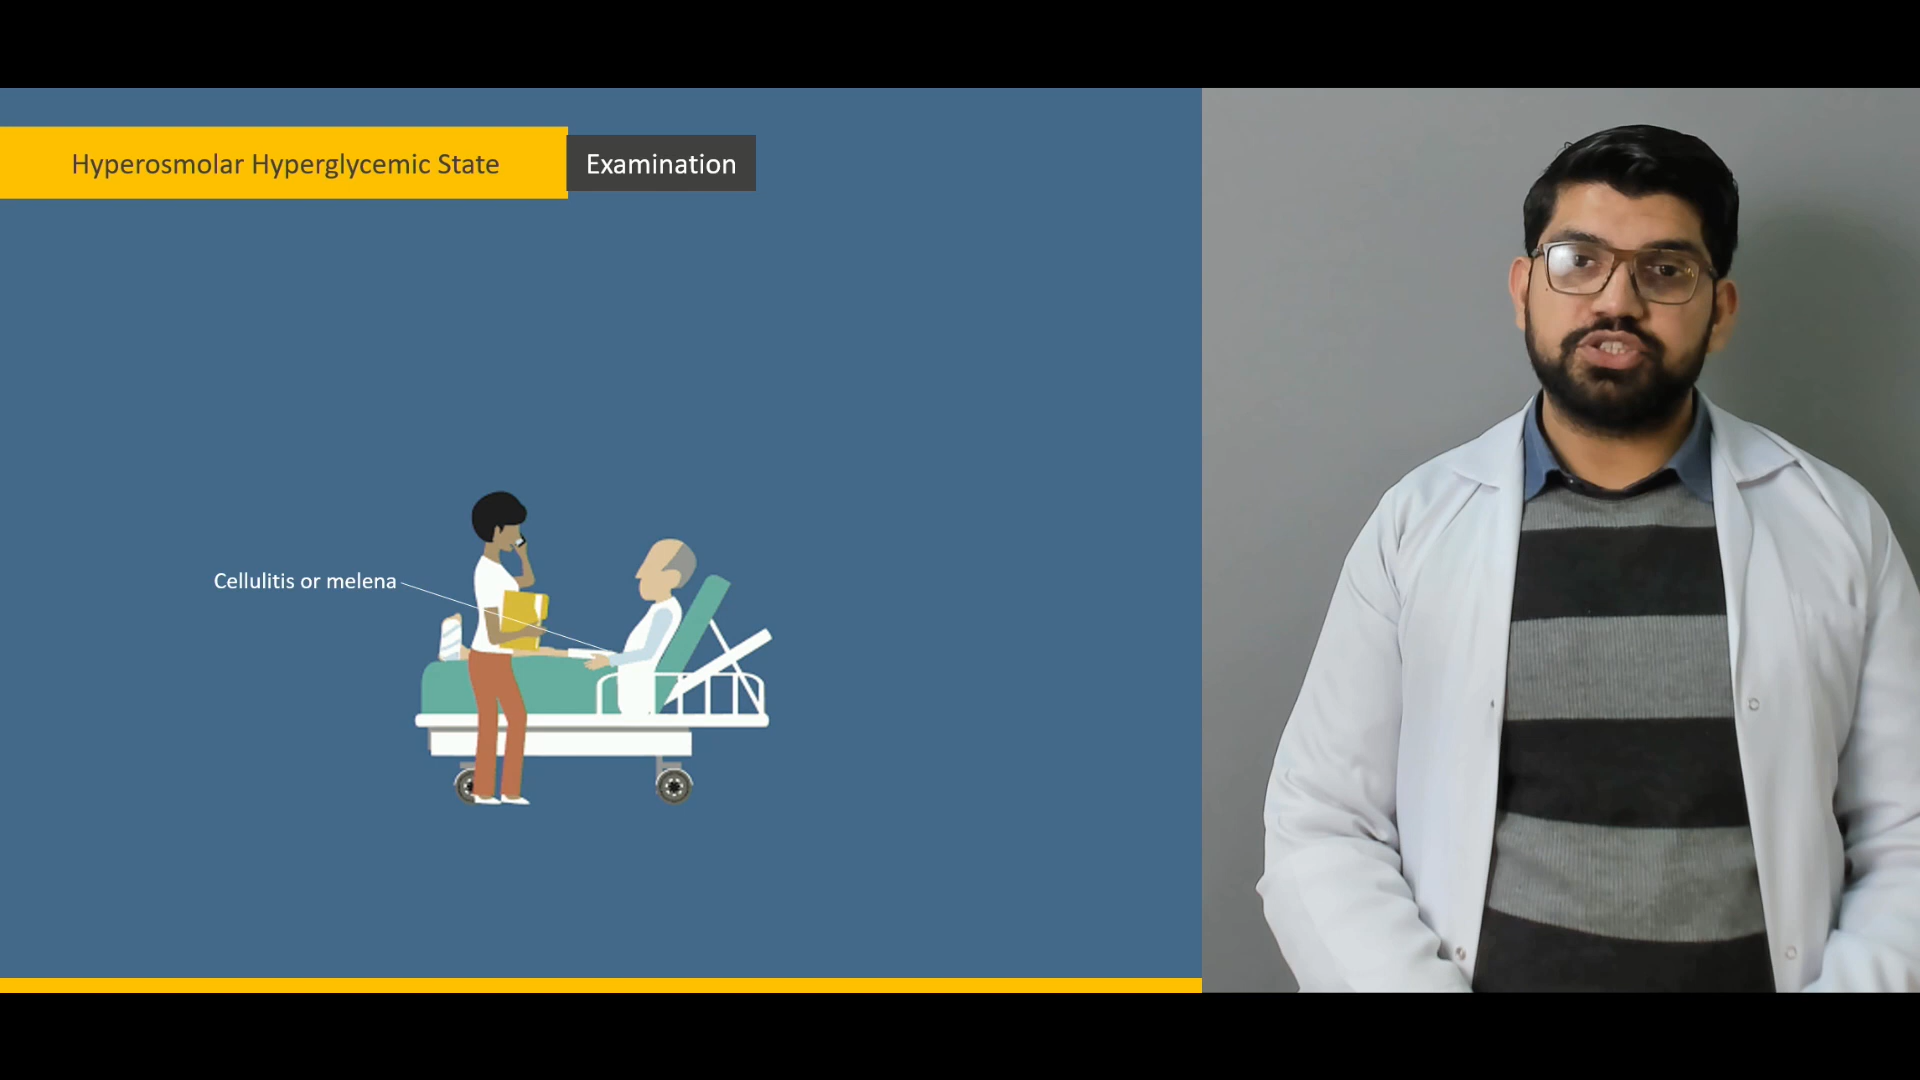 Hyperosmolar Hyperglycemic State
Examination
Cellulitis or melena